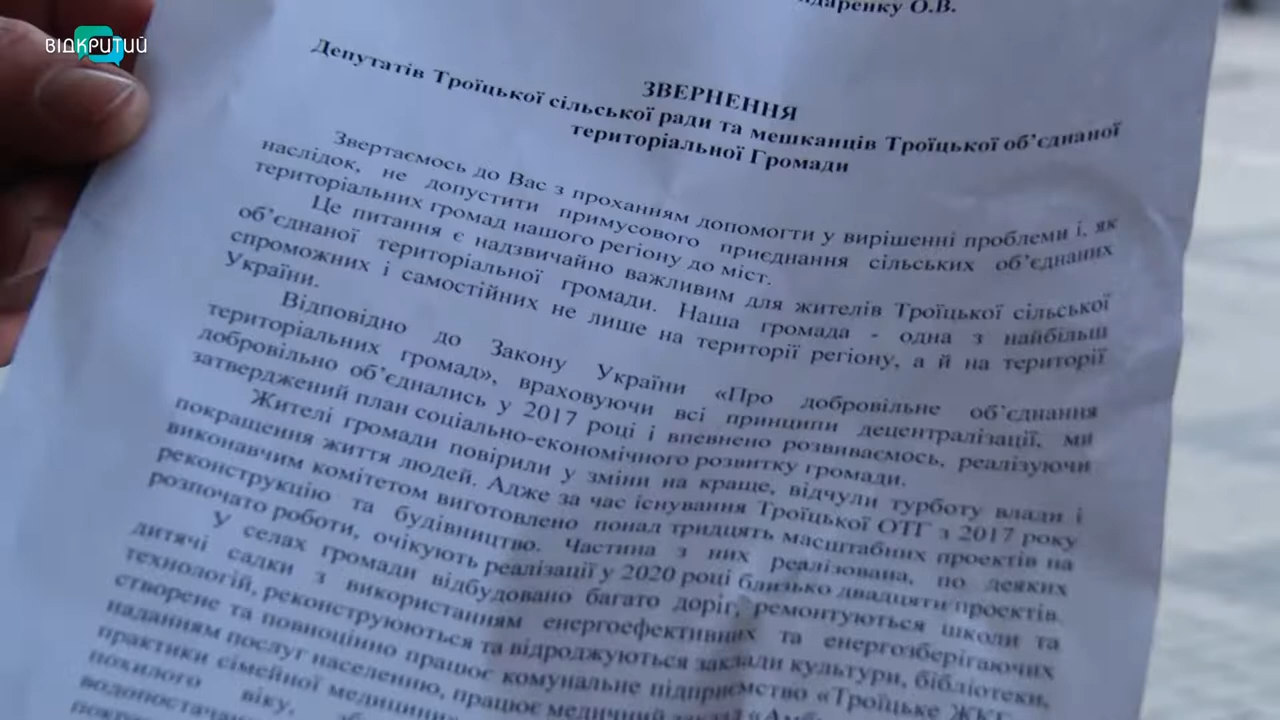 ВІДКРИТИЙ
О.В.
ЗВЕРНЕННЯ
Депутатів Троїцької сільської ради та мешканців Троїцької об’єднаної
територіальної Громади
Звертаємось до Вас з проханням допомогти у вирішенні проблеми і, як
наслідок, не допустити примусового приєднання сільських об’єднаних
територіальних громад нашого регіону до міст.
Це питання є надзвичайно важливим для жителів Троїцької сільської
об’єднаної територіальної громади. Наша громада - одна з найбільш
спроможних і самостійних не лише на території регіону, а й на території
України.
Відповідно до Закону України «Про добровільне об’єднання
територіальних громад», враховуючи всі принципи децентралізації, ми
добровільно об’єднались у 2017 році і впевнено розвиваємось, реалізуючи
затверджений план соціально-економічного розвитку громади.
Жителі громади повірили у зміни на краще, відчули турботу влади і
покращення життя людей. Адже за час існування Троїцької ОТГ з 2017 року
виконавчим комітетом виготовлено понад тридцять масштабних проектів на
реконструкцію та будівництво. Частина з них реалізована, по деяких
розпочато роботи, очікують реалізації у 2020 році близько двадцяти проектів.
У селах громади відбудовано багато доріг, ремонтуються школи та
дитячі садки з використанням енергоефективних та енергозберігаючих
технологій, реконструюються та відроджуються заклади культури, бібліотеки,
створене та повноцінно працює комунальне підприємство «Троїцьке ЖКГ
наданням послуг населенню, працює медичний заклад
практики сімейної медицини»
похилого віку,